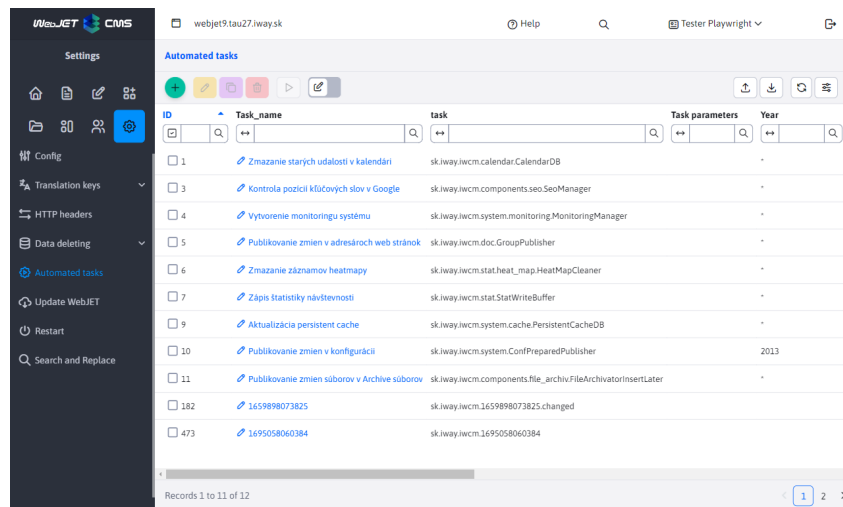 WebJET CMS
webjet9.tau27.iway.sk
Help
Tester Playwright
Settings
Automated tasks
ID Task_name task Task parameters Year
Config
Translation keys
HTTP headers
Data deleting
Automated tasks
Update WebJET
Restart
Search and Replace
1 Zmazanie starých udalostí v kalendári sk.iway.iwcm.calendar.CalendarDB *
3 Kontrola pozícií kľúčových slov v Google sk.iway.iwcm.components.seo.SeoManager *
4 Vytvorenie monitoringu systému sk.iway.iwcm.system.monitoring.MonitoringManager *
5 Publikovanie zmien v adresároch web stránok sk.iway.iwcm.doc.GroupPublisher *
6 Zmazanie záznamov heatmapy sk.iway.iwcm.stat.heat_map.HeatMapCleaner *
7 Zápis štatistiky návštevnosti sk.iway.iwcm.stat.StatWriteBuffer *
9 Aktualizácia persistent cache sk.iway.iwcm.system.cache.PersistentCacheDB *
10 Publikovanie zmien v konfigurácii sk.iway.iwcm.system.ConfPreparedPublisher 2013
11 Publikovanie zmien súborov v Archíve súborov sk.iway.iwcm.components.file_archiv.FileArchivatorInsertLater *
182 1659898073825 sk.iway.iwcm.1659898073825.changed
473 1695058060384 sk.iway.iwcm.1695058060384
Records 1 to 11 of 12
1 2